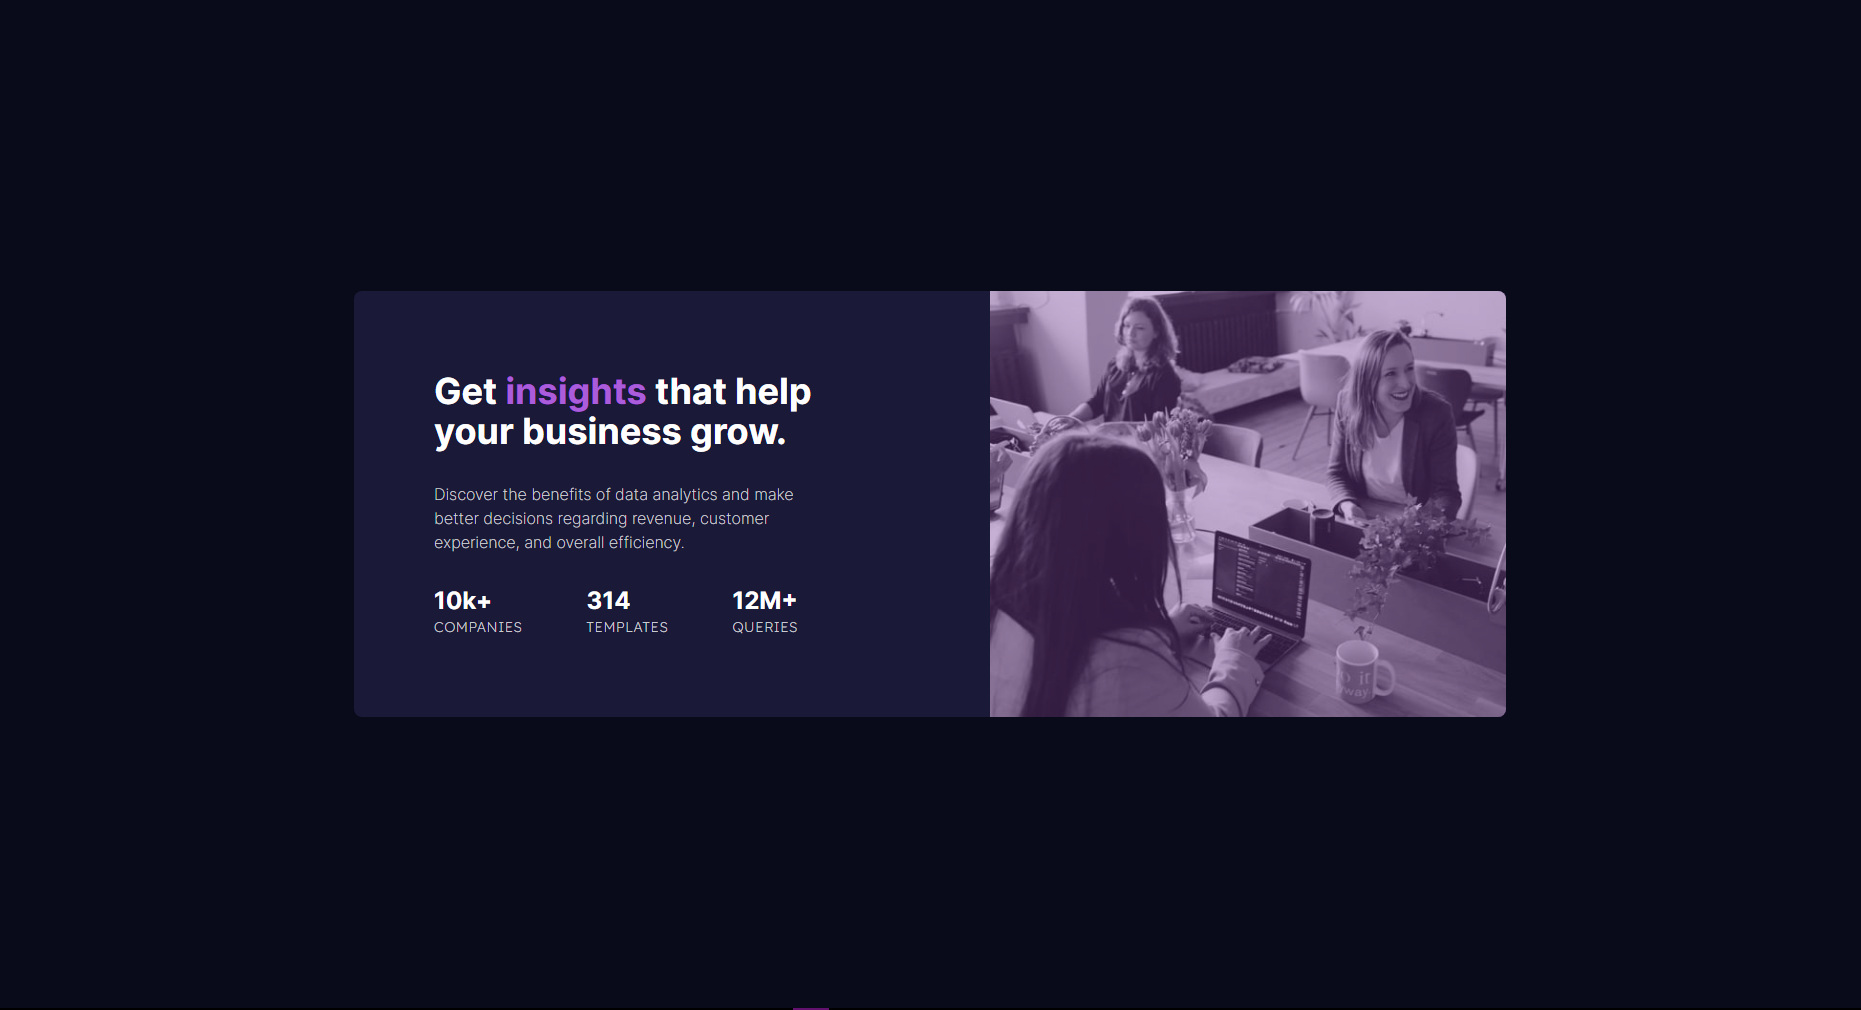 Get insights that help
your business grow.
Discover the benefits of data analytics and make
better decisions regarding revenue, customer
experience, and overall efficiency.
10k+ 314 12M+
COMPANIES TEMPLATES QUERIES